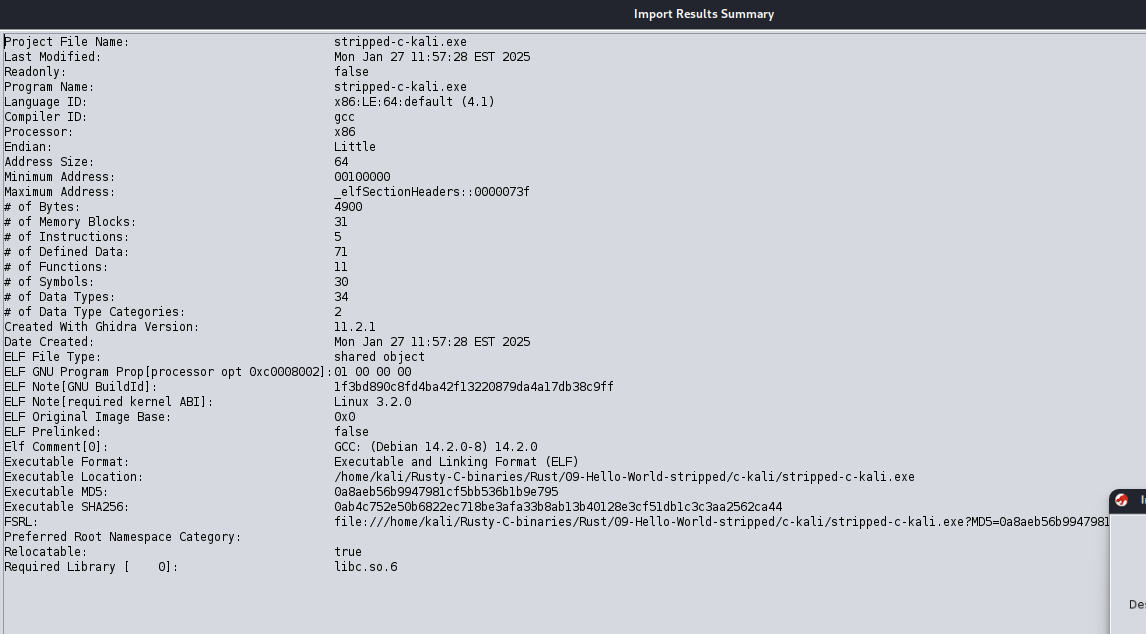 Import Results Summary
Project File Name: stripped-c-kali.exe
Last Modified: Mon Jan 27 11:57:28 EST 2025
Readonly: false
Program Name: stripped-c-kali.exe
Language ID: x86:LE:64:default (4.1)
Compiler ID: gcc
Processor: x86
Endian: Little
Address Size: 64
Minimum Address: 00100000
Maximum Address: _elfSectionHeaders::0000073f
# of Bytes: 4900
# of Memory Blocks: 31
# of Instructions: 5
# of Defined Data: 71
# of Functions: 11
# of Symbols: 30
# of Data Types: 34
# of Data Type Categories: 2
Created With Ghidra Version: 11.2.1
Date Created: Mon Jan 27 11:57:28 EST 2025
ELF File Type: shared object
ELF GNU Program Prop[processor opt 0xc0008002]: 01 00 00 00
ELF Note[GNU BuildId]: 1f3bd890c8fd4ba42f13220879da4a17db38c9ff
ELF Note[required kernel ABI]: Linux 3.2.0
ELF Original Image Base: 0x0
ELF Prelinked: false
Elf Comment[0]: GCC: (Debian 14.2.0-8) 14.2.0
Executable Format: Executable and Linking Format (ELF)
Executable Location: /home/kali/Rusty-C-binaries/Rust/09-Hello-World-stripped/c-kali/stripped-c-kali.exe
Executable MD5: 0a8aeb56b9947981cf5bb536b1b9e795
Executable SHA256: 0ab4c752e50b6822ec718be3afa33b8ab13b40128e3cf51db1c3c3aa2562ca44
FSRL: file:///home/kali/Rusty-C-binaries/Rust/09-Hello-World-stripped/c-kali/stripped-c-kali.exe?MD5=0a8aeb56b9947981
Preferred Root Namespace Category:
Relocatable: true
Required Library [ 0]: libc.so.6